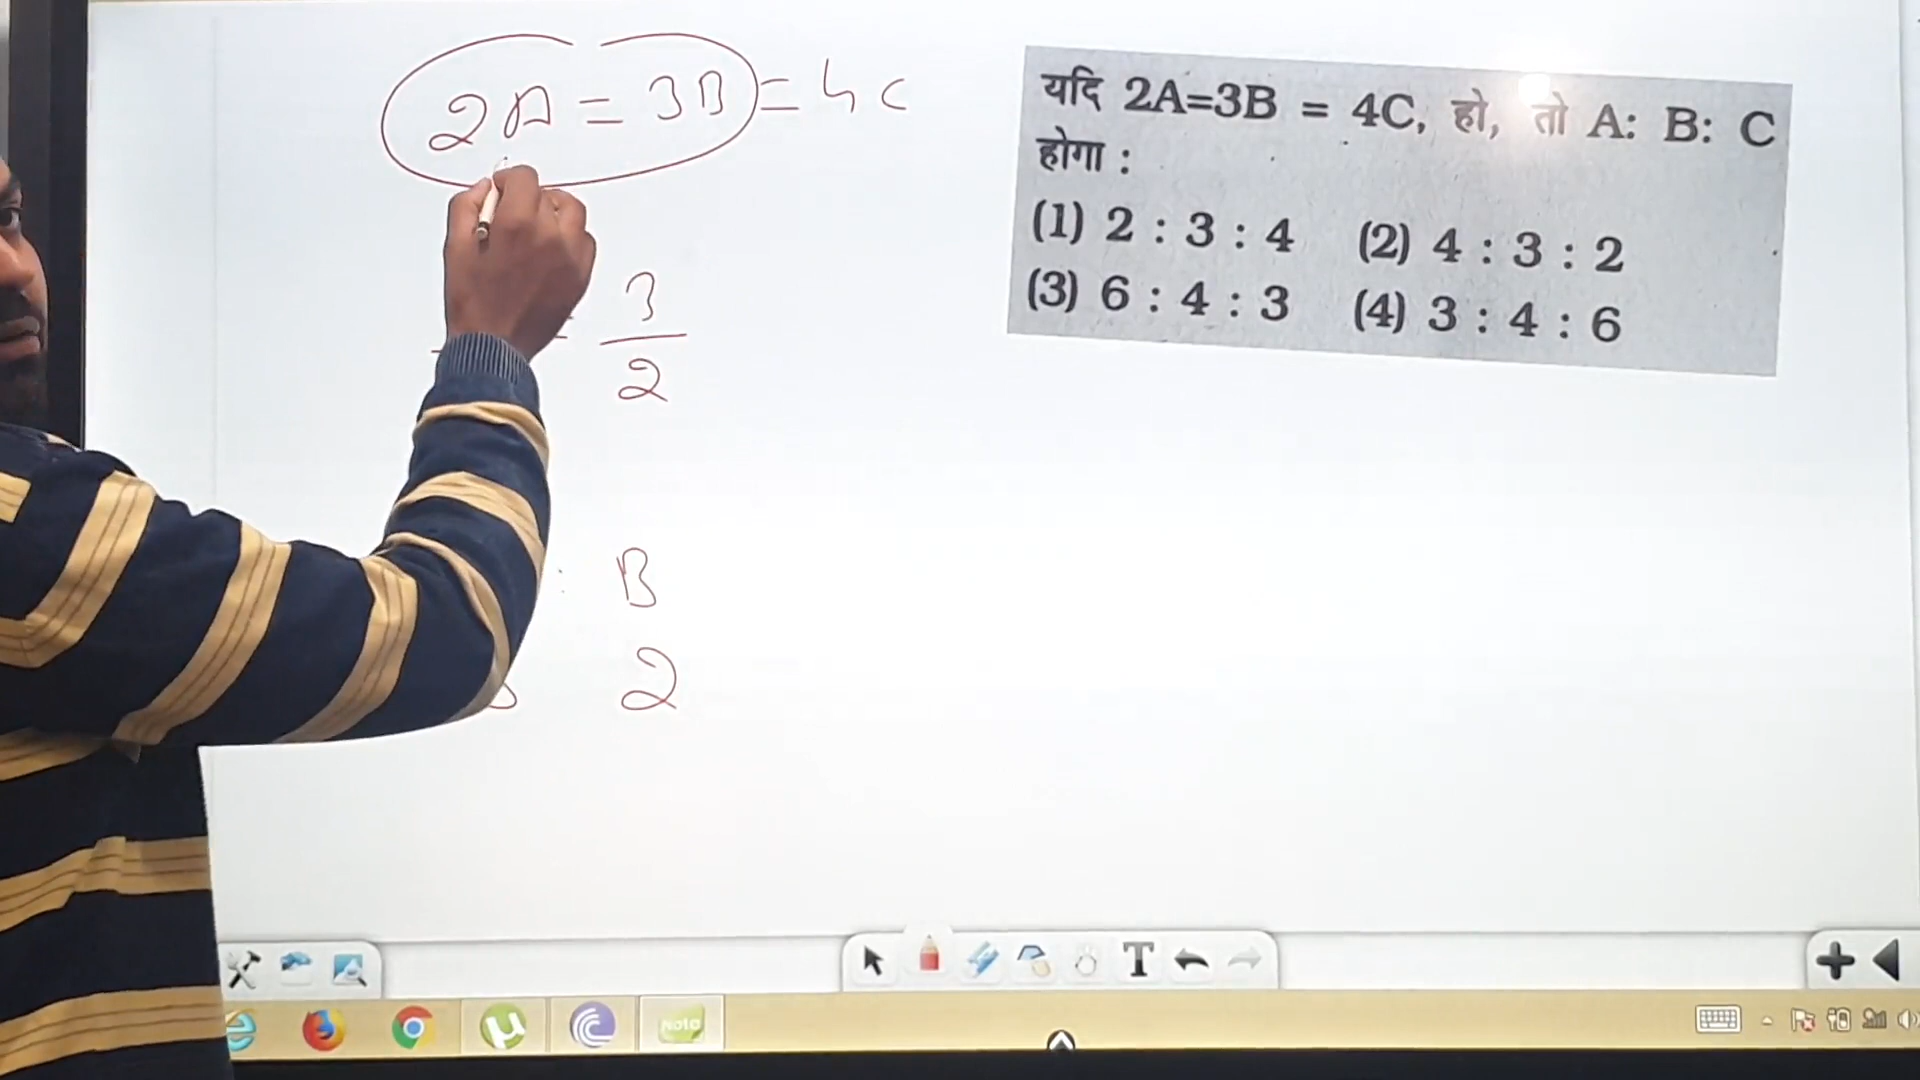 2A = 3B = 4C
= 3/2
: B
2
यदि 2A=3B = 4C, हो, तो A: B: C
होगा :
(1) 2 : 3 : 4 (2) 4 : 3 : 2
(3) 6 : 4 : 3 (4) 3 : 4 : 6
T
NOTE